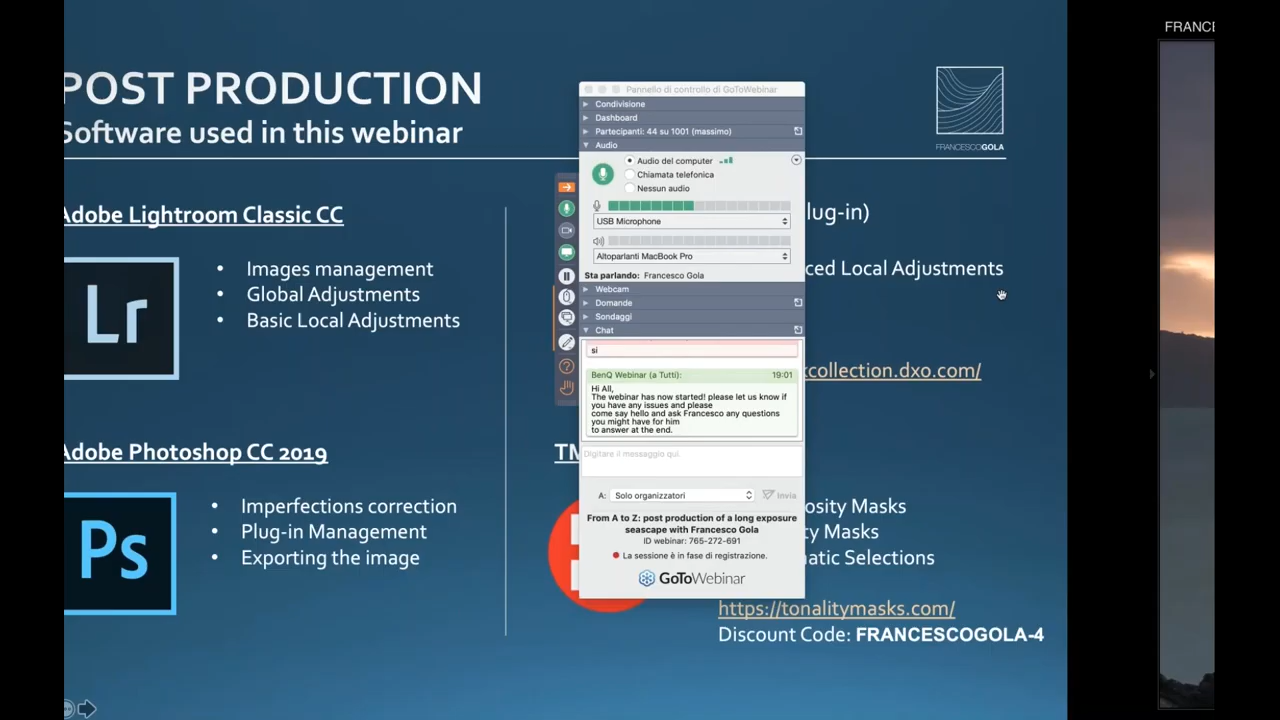 FRANCE
POST PRODUCTION
Software used in this webinar
FRANCESCOGOLA
Adobe Lightroom Classic CC
Lr
• Images management
• Global Adjustments
• Basic Local Adjustments
Adobe Photoshop CC 2019
Ps
• Imperfections correction
• Plug-in Management
• Exporting the image
Pannello di controllo di GoToWebinar
Condivisione
Dashboard
Partecipanti: 44 su 1001 (massimo)
Audio
Audio del computer
Chiamata telefonica
Nessun audio
USB Microphone
Altoparlanti MacBook Pro
Sta parlando: Francesco Gola
Webcam
Domande
Sondaggi
Chat
si
BenQ Webinar (a Tutti): 19:01
Hi All,
The webinar has now started! please let us know if
you have any issues and please
come say hello and ask Francesco any questions
you might have for him
to answer at the end.
Digitare il messaggio qui.
A: Solo organizzatori Invia
From A to Z: post production of a long exposure
seascape with Francesco Gola
ID webinar: 765-272-691
La sessione è in fase di registrazione.
GoToWebinar
lug-in)
ced Local Adjustments
collection.dxo.com/
TM
osity Masks
ty Masks
matic Selections
https://tonalitymasks.com/
Discount Code: FRANCESCOGOLA-4